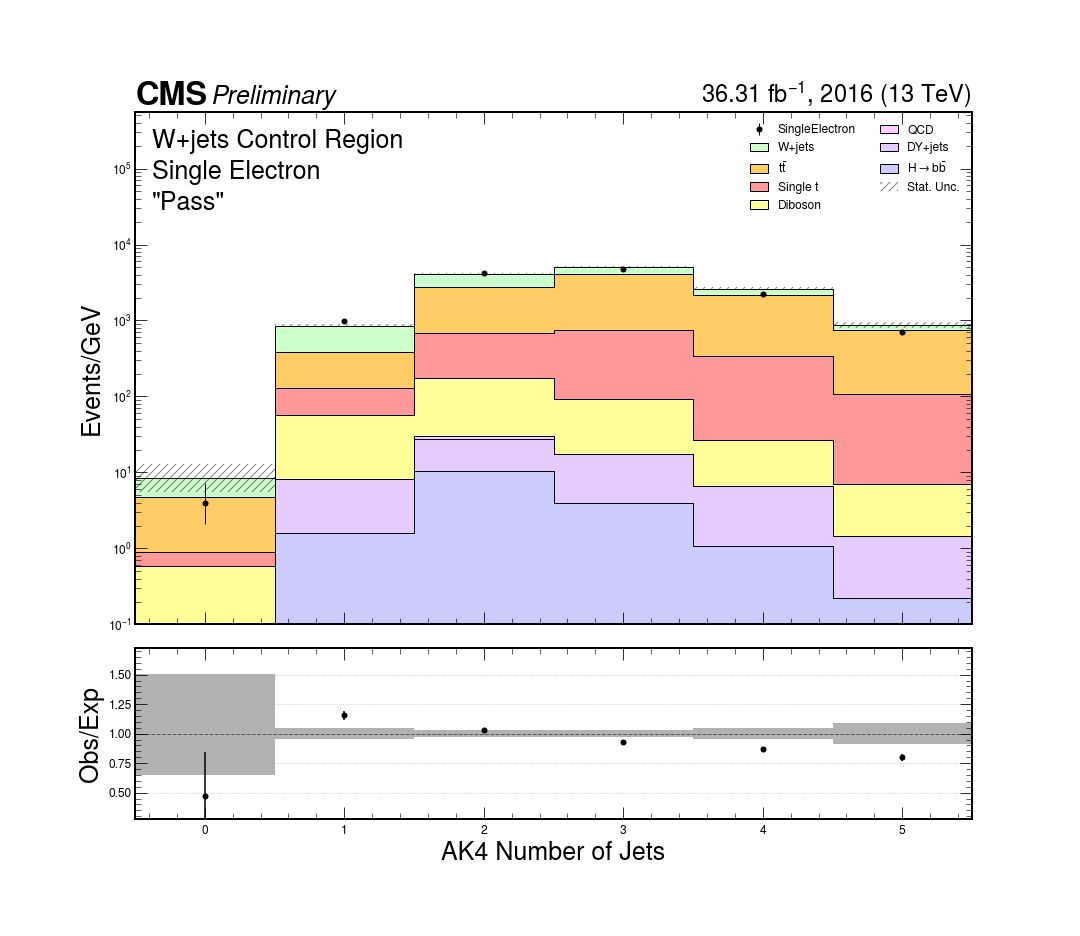 CMS Preliminary
36.31 fb⁻¹, 2016 (13 TeV)
W+jets Control Region
Single Electron
"Pass"
SingleElectron
W+jets
tt̄
Single t
Diboson
QCD
DY+jets
H→bb̄
Stat. Unc.
Events/GeV
10⁵
10⁴
10³
10²
10¹
10⁰
10⁻¹
Obs/Exp
1.50
1.25
1.00
0.75
0.50
0 1 2 3 4 5
AK4 Number of Jets